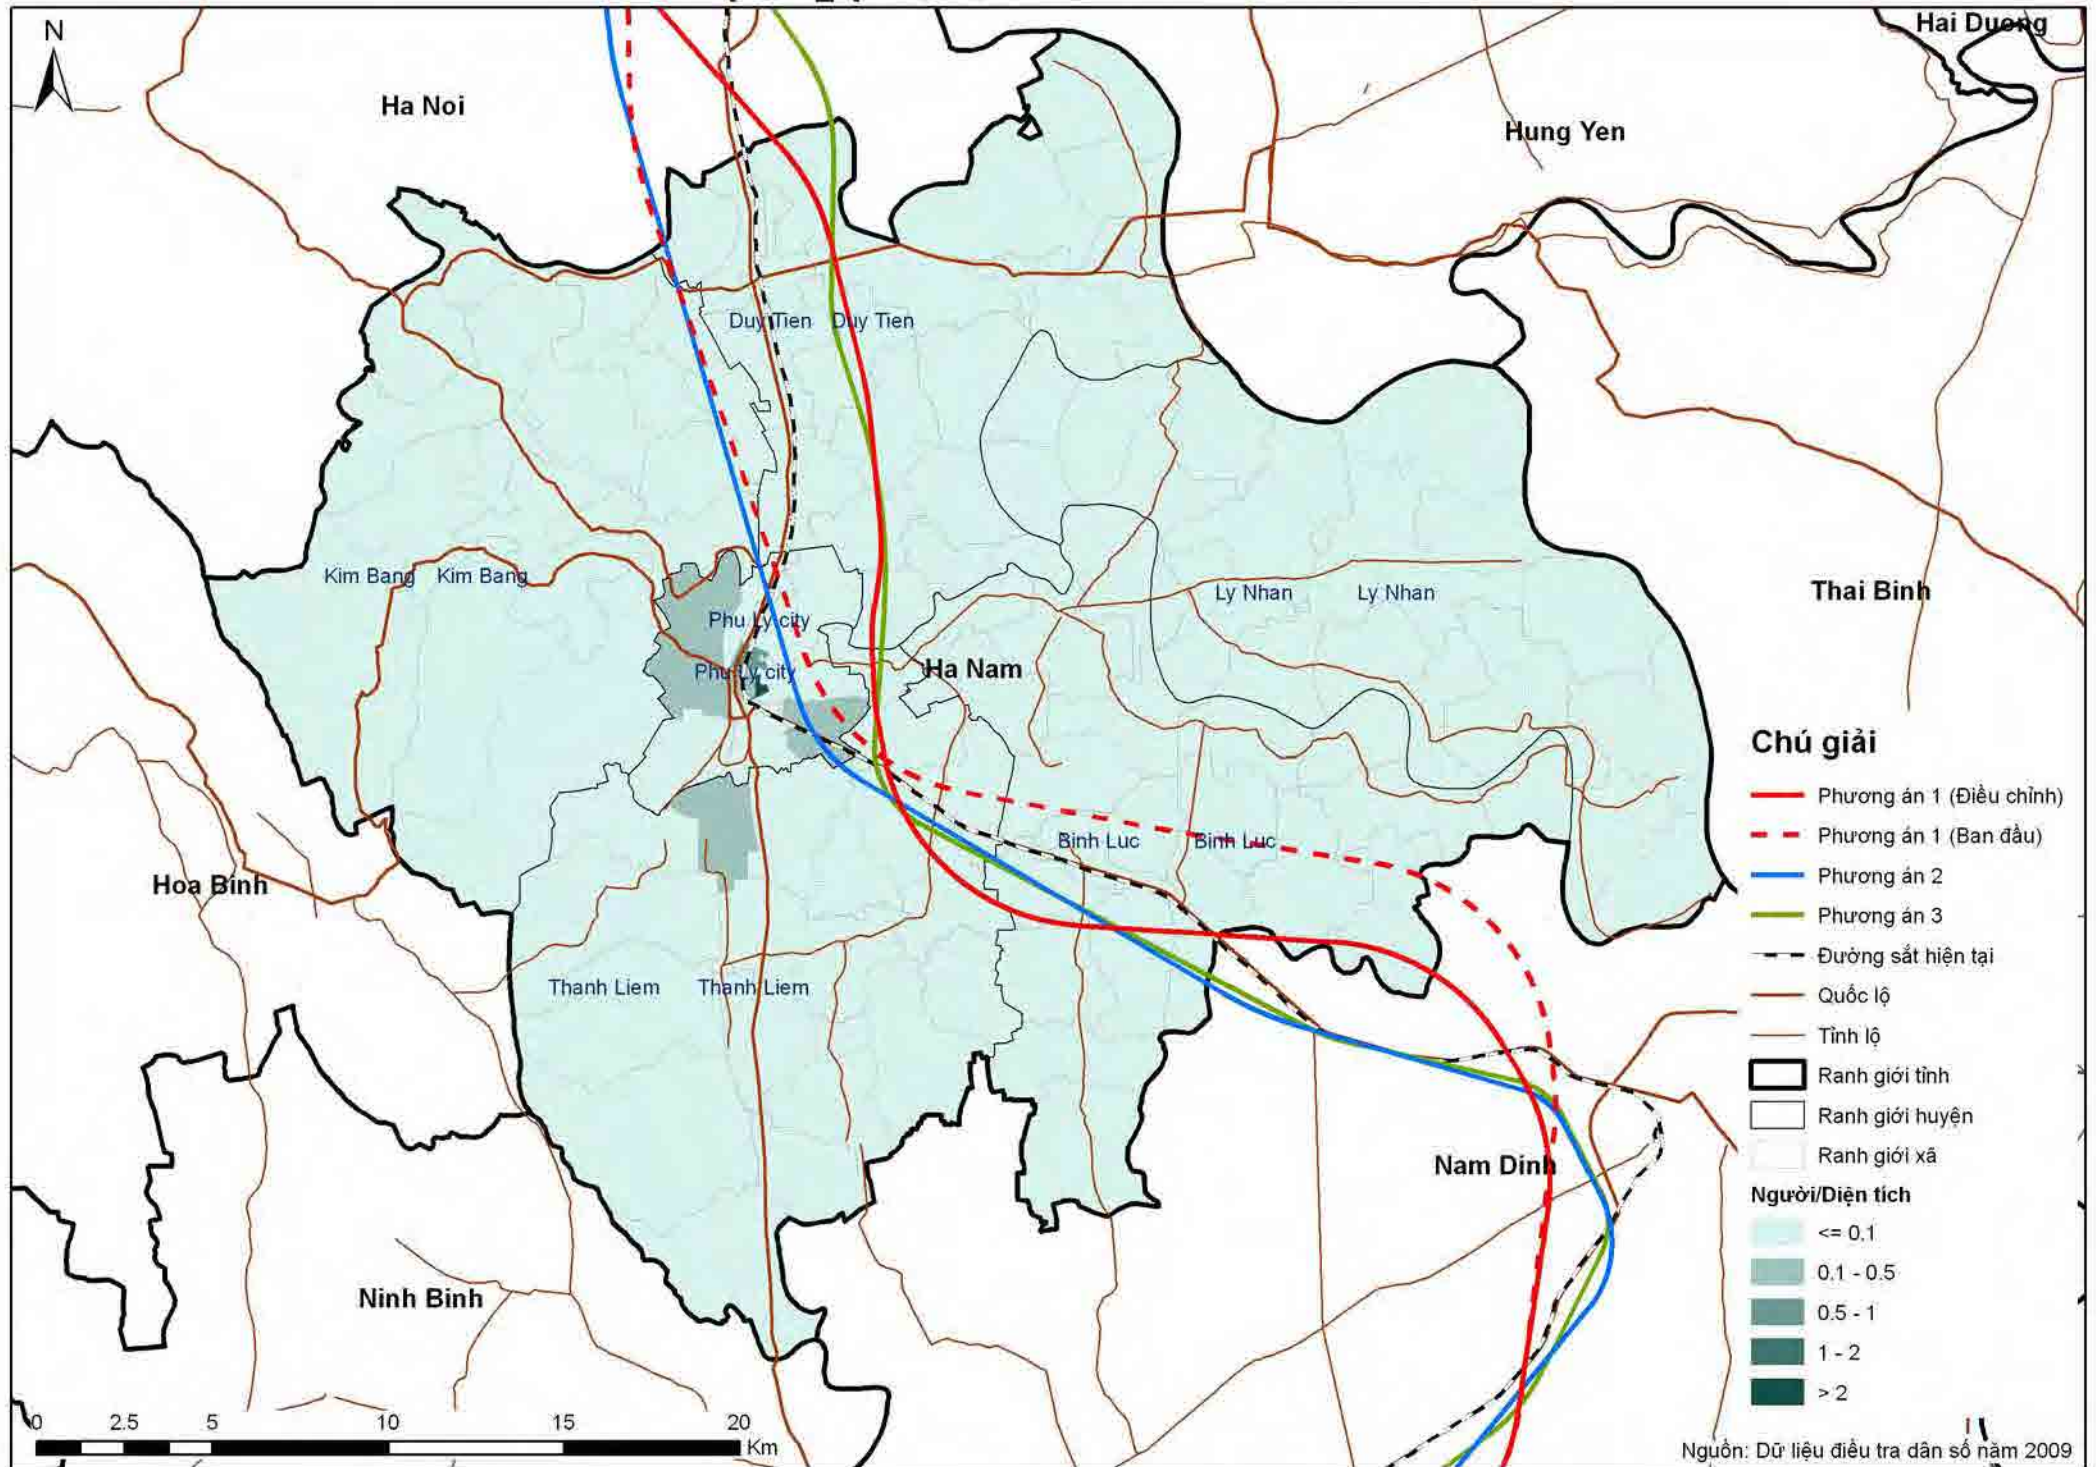 Hai Duong
N
Ha Noi
Hung Yen
Duy Tien Duy Tien
Kim Bang Kim Bang
Ly Nhan Ly Nhan
Thai Binh
Phu Ly city
Phu Ly city
Ha Nam
Chú giải
Phương án 1 (Điều chỉnh)
Phương án 1 (Ban đầu)
Phương án 2
Phương án 3
Đường sắt hiện tại
Quốc lộ
Tỉnh lộ
Ranh giới tỉnh
Ranh giới huyện
Ranh giới xã
Người/Diện tích
<= 0.1
0.1 - 0.5
0.5 - 1
1 - 2
> 2
Binh Luc Binh Luc
Hoa Binh
Thanh Liem Thanh Liem
Nam Dinh
Ninh Binh
0 2.5 5 10 15 20
Km
Nguồn: Dữ liệu điều tra dân số năm 2009